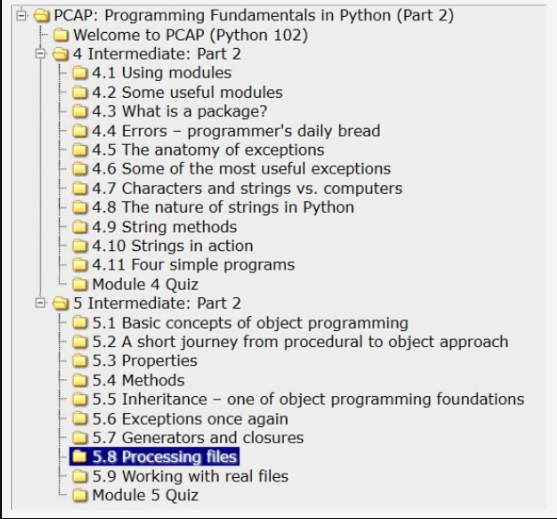 PCAP: Programming Fundamentals in Python (Part 2)
Welcome to PCAP (Python 102)
4 Intermediate: Part 2
4.1 Using modules
4.2 Some useful modules
4.3 What is a package?
4.4 Errors – programmer's daily bread
4.5 The anatomy of exceptions
4.6 Some of the most useful exceptions
4.7 Characters and strings vs. computers
4.8 The nature of strings in Python
4.9 String methods
4.10 Strings in action
4.11 Four simple programs
Module 4 Quiz
5 Intermediate: Part 2
5.1 Basic concepts of object programming
5.2 A short journey from procedural to object approach
5.3 Properties
5.4 Methods
5.5 Inheritance – one of object programming foundations
5.6 Exceptions once again
5.7 Generators and closures
5.8 Processing files
5.9 Working with real files
Module 5 Quiz